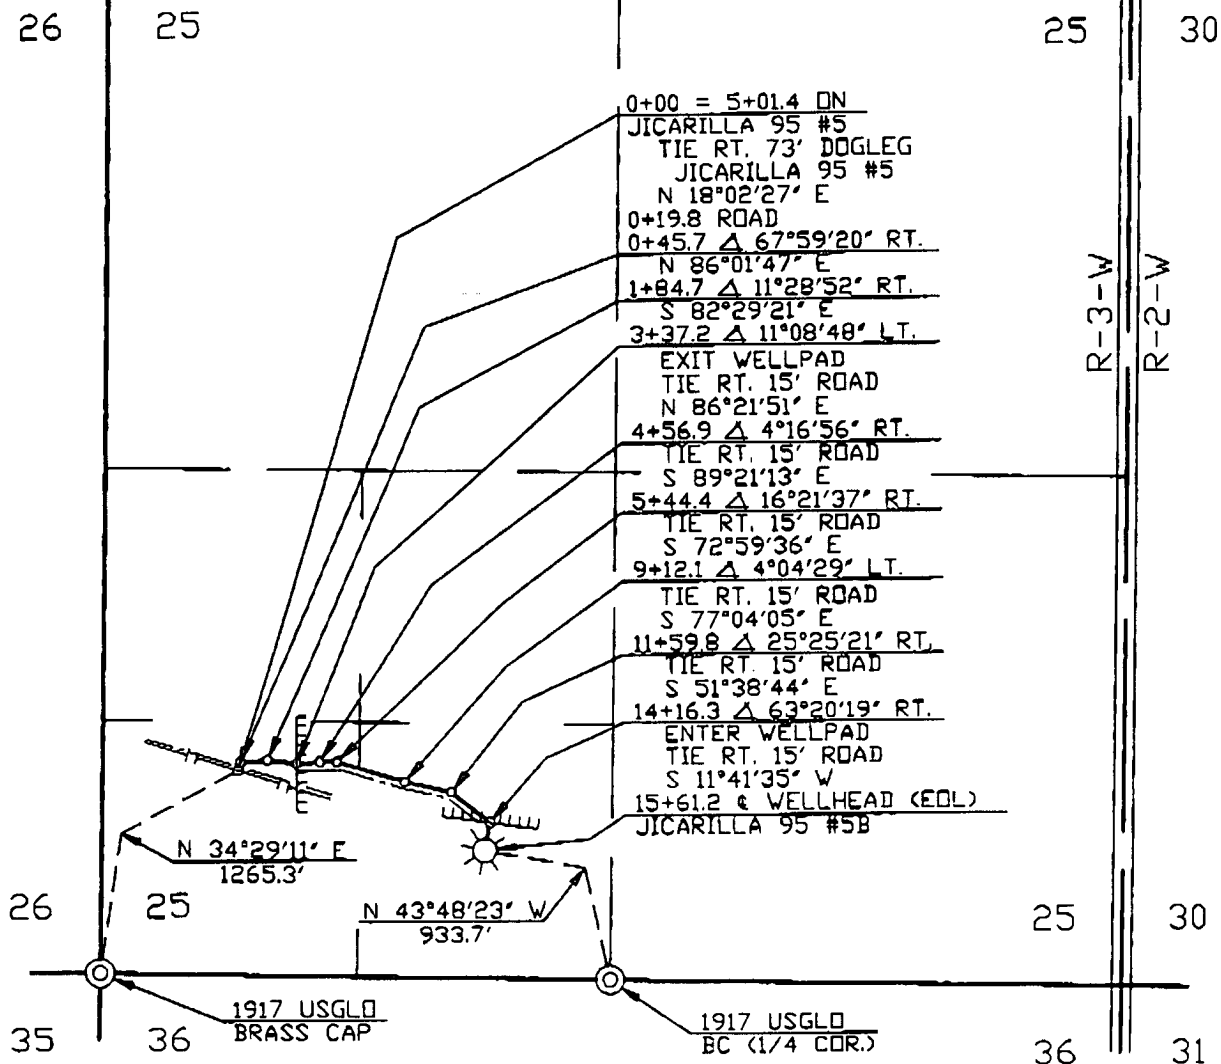 26 25 25 30
0+00 = 5+01.4 ON
JICARILLA 95 #5
TIE RT. 73' DOGLEG
JICARILLA 95 #5
N 18°02'27" E
0+19.8 ROAD
0+45.7 Δ 67°59'20" RT.
N 86°01'47" E
1+84.7 Δ 11°28'52" RT.
S 82°29'21" E
3+37.2 Δ 11°08'48" LT.
EXIT WELLPAD
TIE RT. 15' ROAD
N 86°21'51" E
4+56.9 Δ 4°16'56" RT.
TIE RT. 15' ROAD
S 89°21'13" E
5+44.4 Δ 16°21'37" RT.
TIE RT. 15' ROAD
S 72°59'36" E
9+12.1 Δ 4°04'29" LT.
TIE RT. 15' ROAD
S 77°04'05" E
11+59.8 Δ 25°25'21" RT.
TIE RT. 15' ROAD
S 51°38'44" E
14+16.3 Δ 63°20'19" RT.
ENTER WELLPAD
TIE RT. 15' ROAD
S 11°41'35" W
15+61.2 ℄ WELLHEAD (EOL)
JICARILLA 95 #5B
R-3-W
R-2-W
N 34°29'11" E
1265.3'
N 43°48'23" W
933.7'
26 25 25 30
1917 USGLO
BRASS CAP
1917 USGLO
BC (1/4 COR.)
35 36 36 31